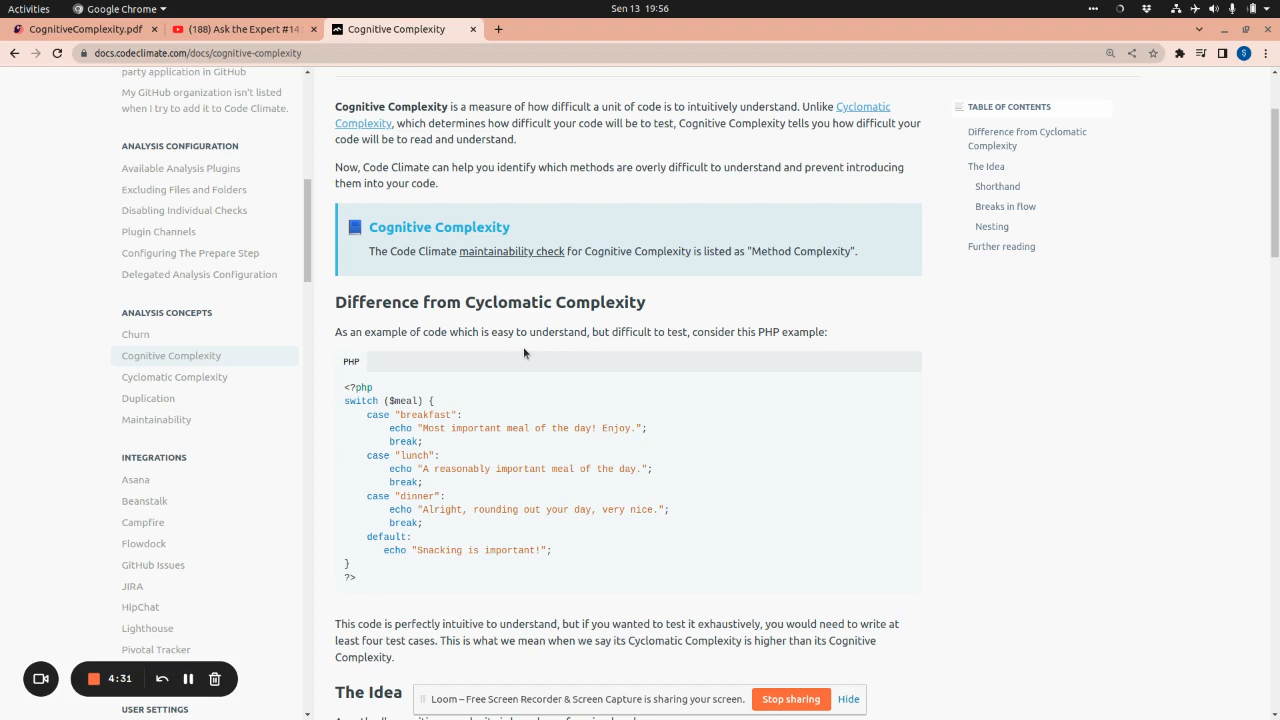 Activities
Google Chrome
Sen 13 19:56
CognitiveComplexity.pdf
(188) Ask the Expert #14
Cognitive Complexity
docs.codeclimate.com/docs/cognitive-complexity
S
party application in GitHub
My GitHub organization isn't listed
when I try to add it to Code Climate.
ANALYSIS CONFIGURATION
Available Analysis Plugins
Excluding Files and Folders
Disabling Individual Checks
Plugin Channels
Configuring The Prepare Step
Delegated Analysis Configuration
ANALYSIS CONCEPTS
Churn
Cognitive Complexity
Cyclomatic Complexity
Duplication
Maintainability
INTEGRATIONS
Asana
Beanstalk
Campfire
Flowdock
GitHub Issues
JIRA
HipChat
Lighthouse
Pivotal Tracker
USER SETTINGS
Cognitive Complexity is a measure of how difficult a unit of code is to intuitively understand. Unlike Cyclomatic
Complexity, which determines how difficult your code will be to test, Cognitive Complexity tells you how difficult your
code will be to read and understand.
Now, Code Climate can help you identify which methods are overly difficult to understand and prevent introducing
them into your code.
Cognitive Complexity
The Code Climate maintainability check for Cognitive Complexity is listed as "Method Complexity".
Difference from Cyclomatic Complexity
As an example of code which is easy to understand, but difficult to test, consider this PHP example:
PHP
<?php
switch ($meal) {
case "breakfast":
echo "Most important meal of the day! Enjoy.";
break;
case "lunch":
echo "A reasonably important meal of the day.";
break;
case "dinner":
echo "Alright, rounding out your day, very nice.";
break;
default:
echo "Snacking is important!";
}
?>
This code is perfectly intuitive to understand, but if you wanted to test it exhaustively, you would need to write at
least four test cases. This is what we mean when we say its Cyclomatic Complexity is higher than its Cognitive
Complexity.
The Idea
TABLE OF CONTENTS
Difference from Cyclomatic
Complexity
The Idea
Shorthand
Breaks in flow
Nesting
Further reading
4:31
Loom – Free Screen Recorder & Screen Capture is sharing your screen.
Stop sharing
Hide